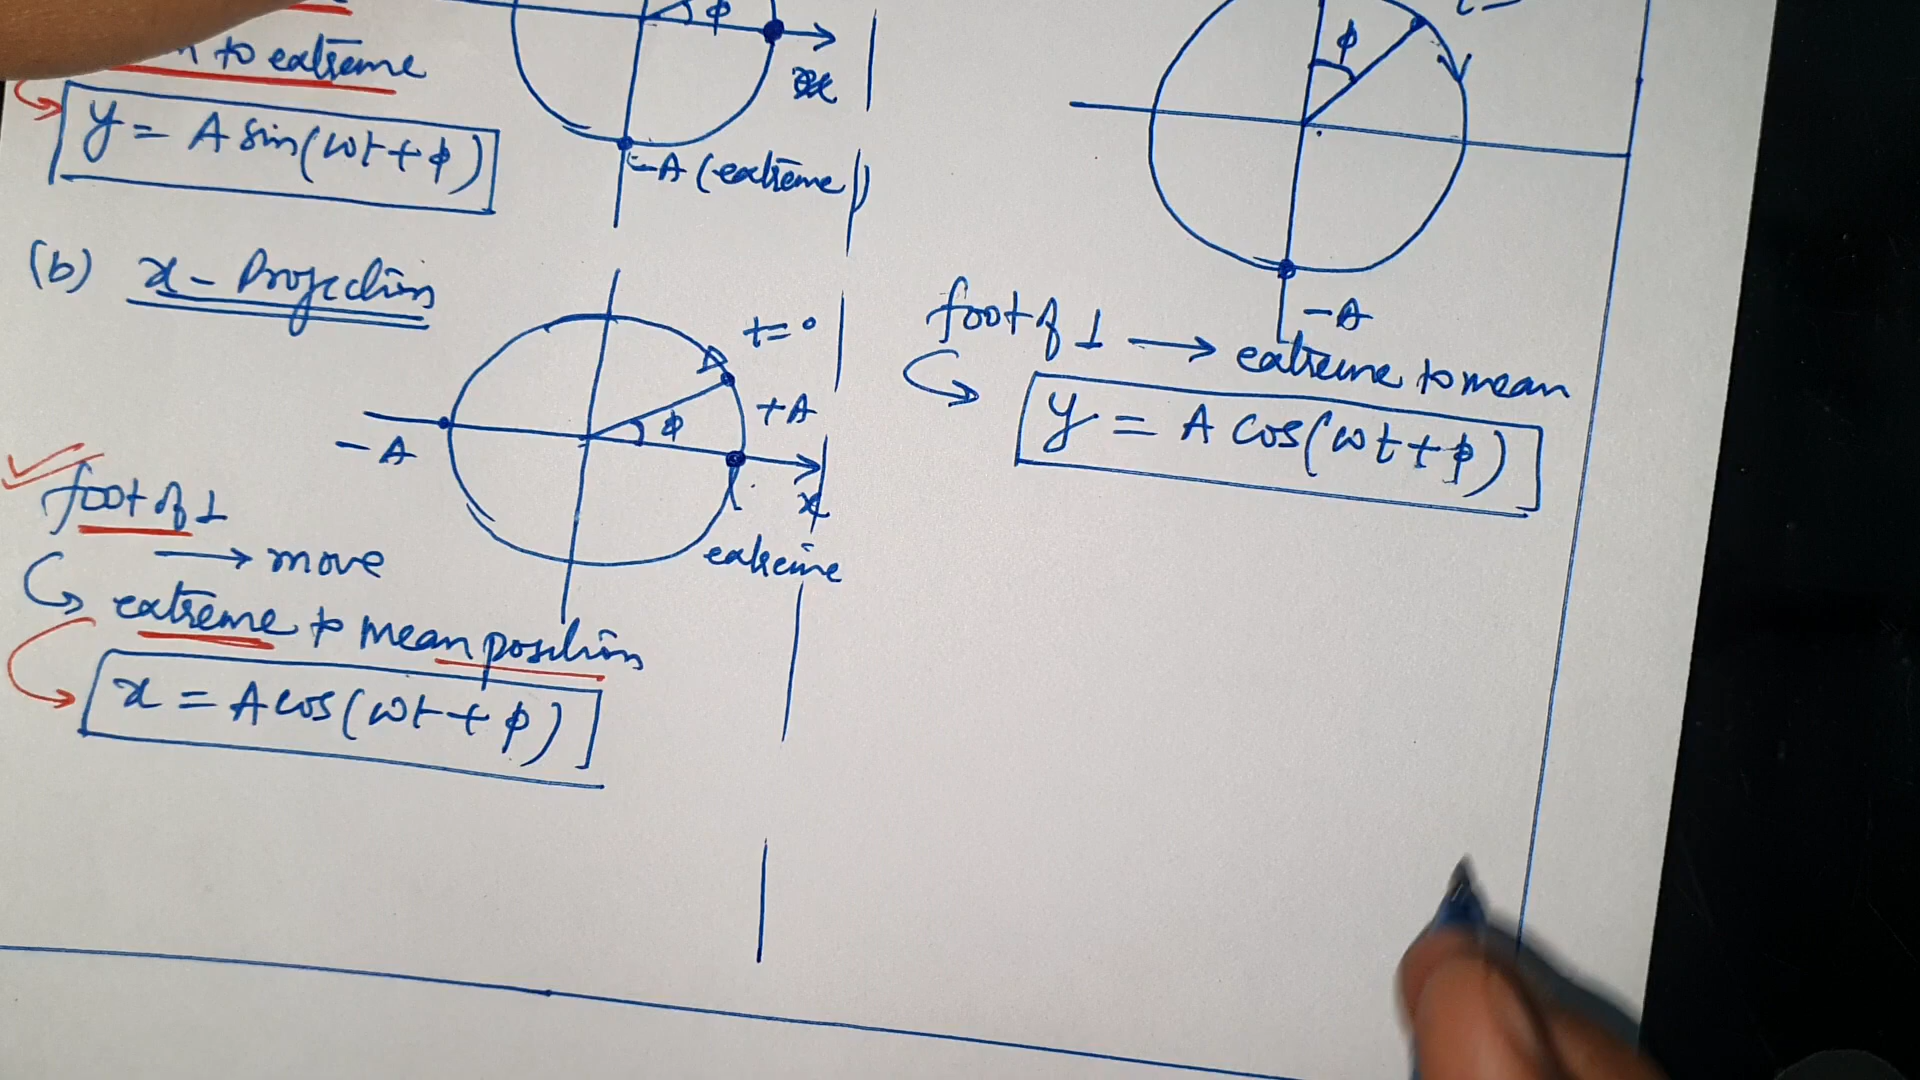 ϕ
to extreme
x
y = A sin(ωt + ϕ)
-A (extreme)
(b) x - Projection
t = 0
+A
ϕ
-A
x
extreme
foot of ⊥
→ move
extreme to mean position
x = A cos(ωt + ϕ)
ϕ
-A
foot of ⊥ → extreme to mean
y = A cos(ωt + ϕ)